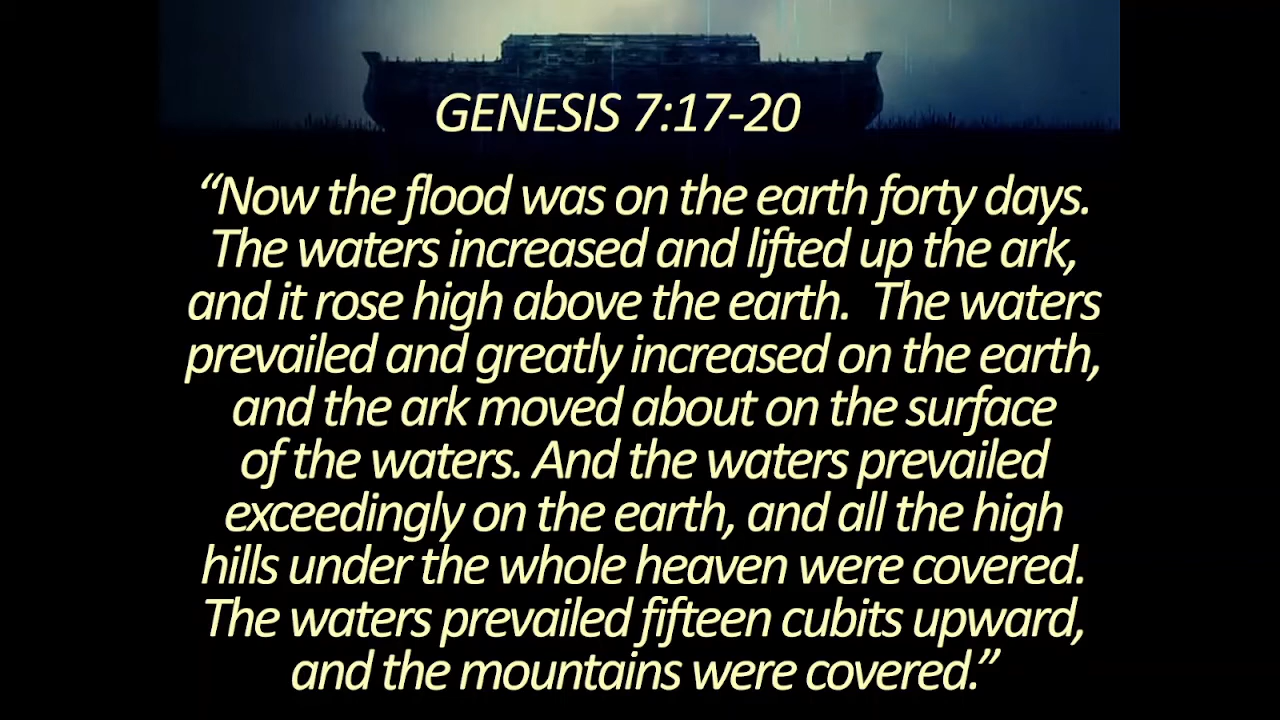 GENESIS 7:17-20
“Now the flood was on the earth forty days.
The waters increased and lifted up the ark,
and it rose high above the earth.  The waters
prevailed and greatly increased on the earth,
and the ark moved about on the surface
of the waters. And the waters prevailed
exceedingly on the earth, and all the high
hills under the whole heaven were covered.
The waters prevailed fifteen cubits upward,
and the mountains were covered.”